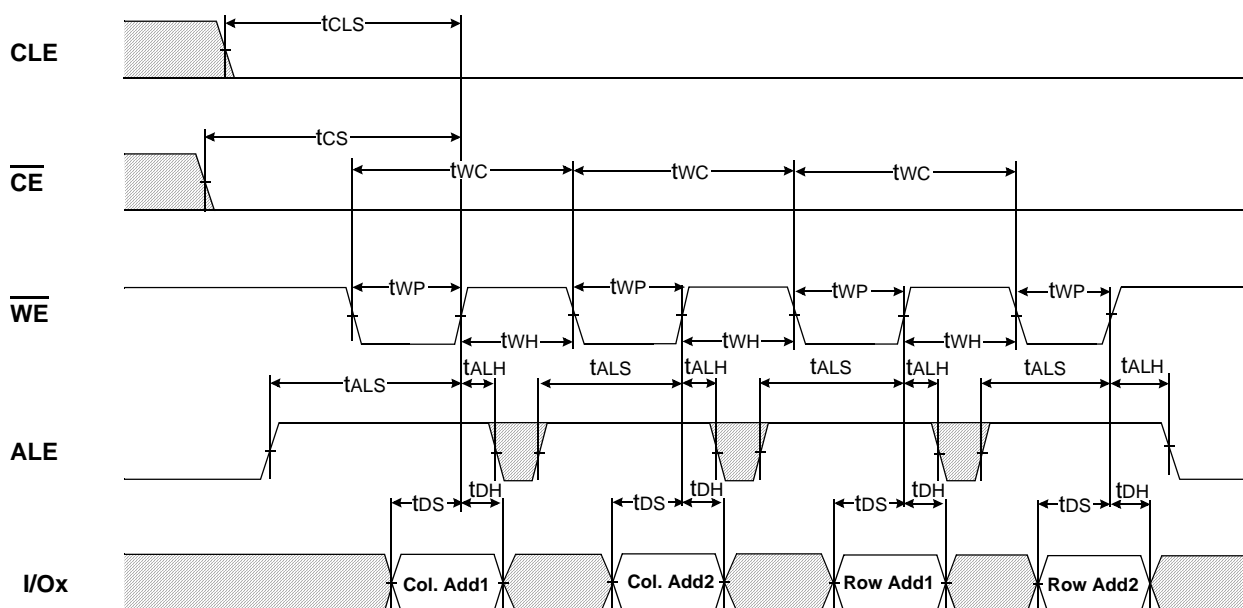 CLE
tCLS
CE
tCS
tWC tWC tWC
WE
tWP tWP tWP tWP
tWH tWH tWH
tALS tALH tALS tALH tALS tALH tALS tALH
ALE
tDS tDH tDS tDH tDS tDH tDS tDH
I/Ox Col. Add1 Col. Add2 Row Add1 Row Add2